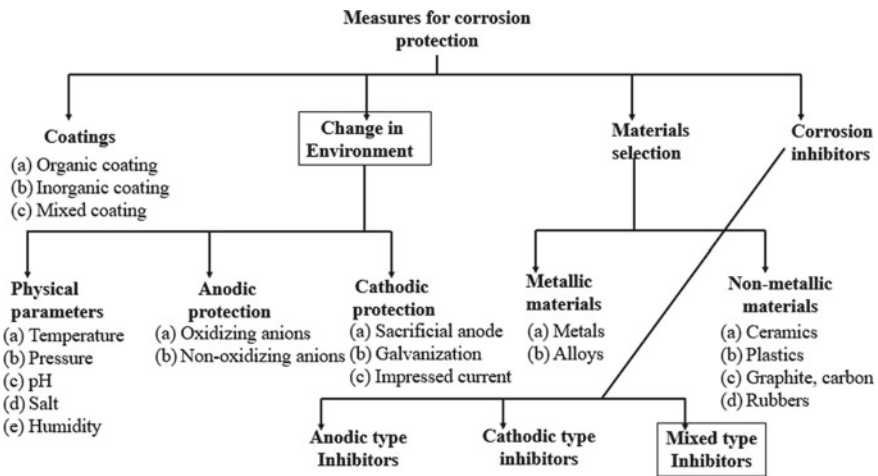 Measures for corrosion
protection
Coatings
(a) Organic coating
(b) Inorganic coating
(c) Mixed coating
Change in
Environment
Materials
selection
Corrosion
inhibitors
Physical
parameters
(a) Temperature
(b) Pressure
(c) pH
(d) Salt
(e) Humidity
Anodic
protection
(a) Oxidizing anions
(b) Non-oxidizing anions
Cathodic
protection
(a) Sacrificial anode
(b) Galvanization
(c) Impressed current
Metallic
materials
(a) Metals
(b) Alloys
Non-metallic
materials
(a) Ceramics
(b) Plastics
(c) Graphite, carbon
(d) Rubbers
Anodic type
Inhibitors
Cathodic type
inhibitors
Mixed type
Inhibitors